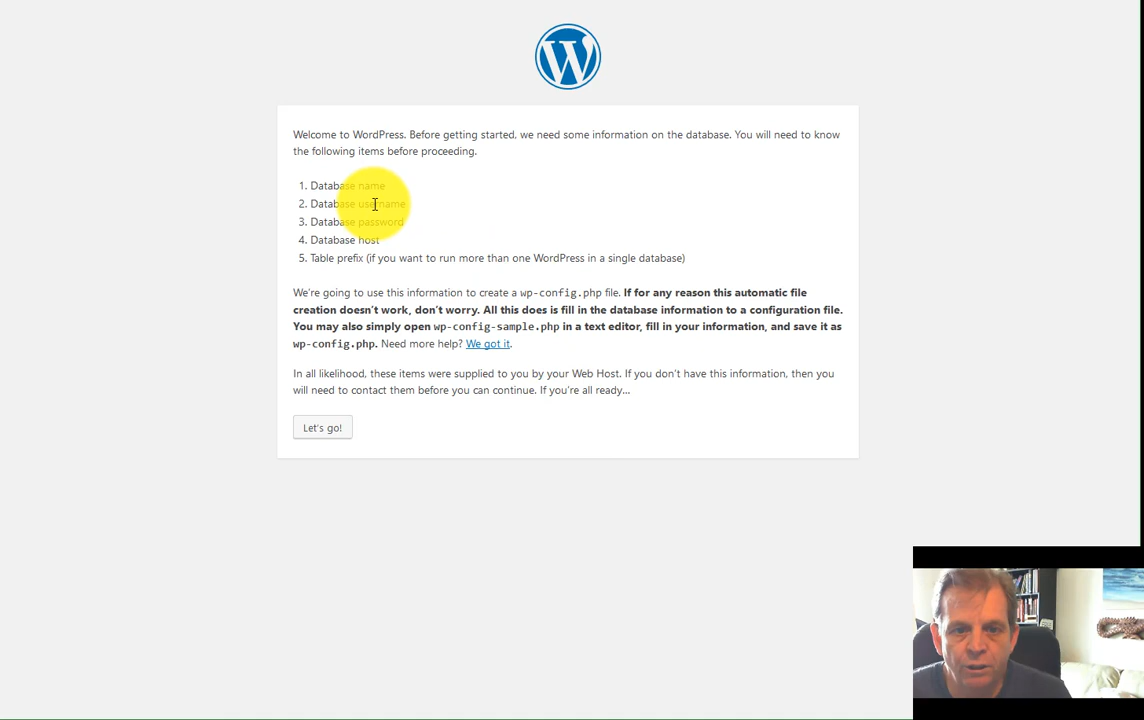 Welcome to WordPress. Before getting started, we need some information on the database. You will need to know
the following items before proceeding.
1. Database name
2. Database username
3. Database password
4. Database host
5. Table prefix (if you want to run more than one WordPress in a single database)
We’re going to use this information to create a wp-config.php file. If for any reason this automatic file
creation doesn’t work, don’t worry. All this does is fill in the database information to a configuration file.
You may also simply open wp-config-sample.php in a text editor, fill in your information, and save it as
wp-config.php. Need more help? We got it.
In all likelihood, these items were supplied to you by your Web Host. If you don’t have this information, then you
will need to contact them before you can continue. If you’re all ready…
Let’s go!